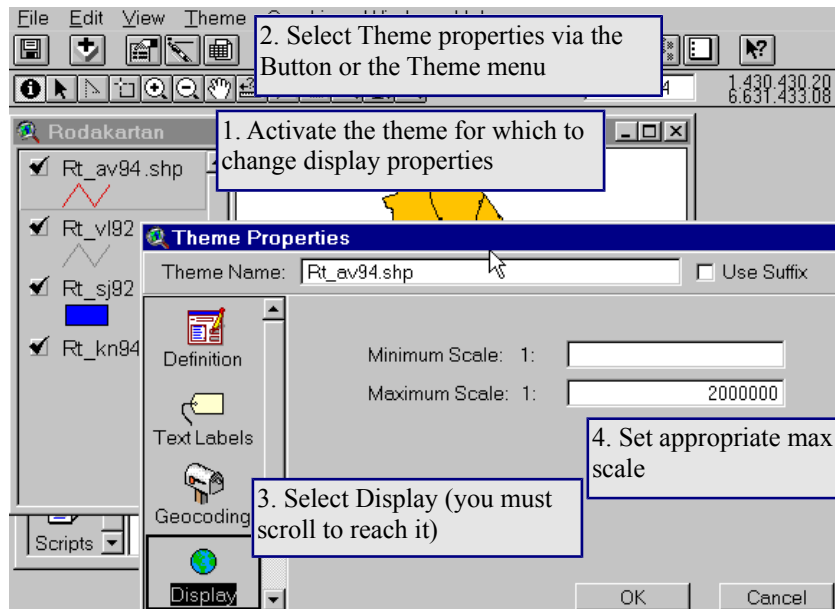 File Edit View Theme
2. Select Theme properties via the
Button or the Theme menu
1.430.430.20
6.631.433.08
Rodakartan
1. Activate the theme for which to
change display properties
Rt_av94.shp
Rt_vl92
Rt_sj92
Rt_kn94
Theme Properties
Theme Name: Rt_av94.shp Use Suffix
Definition
Minimum Scale: 1:
Maximum Scale: 1: 2000000
Text Labels
4. Set appropriate max
scale
Geocoding
3. Select Display (you must
scroll to reach it)
Scripts
Display
OK Cancel